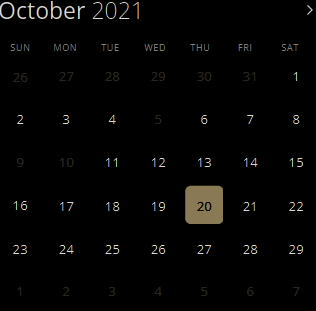 October 2021 >
SUN MON TUE WED THU FRI SAT
26 27 28 29 30 31 1
2 3 4 5 6 7 8
9 10 11 12 13 14 15
16 17 18 19 20 21 22
23 24 25 26 27 28 29
1 2 3 4 5 6 7